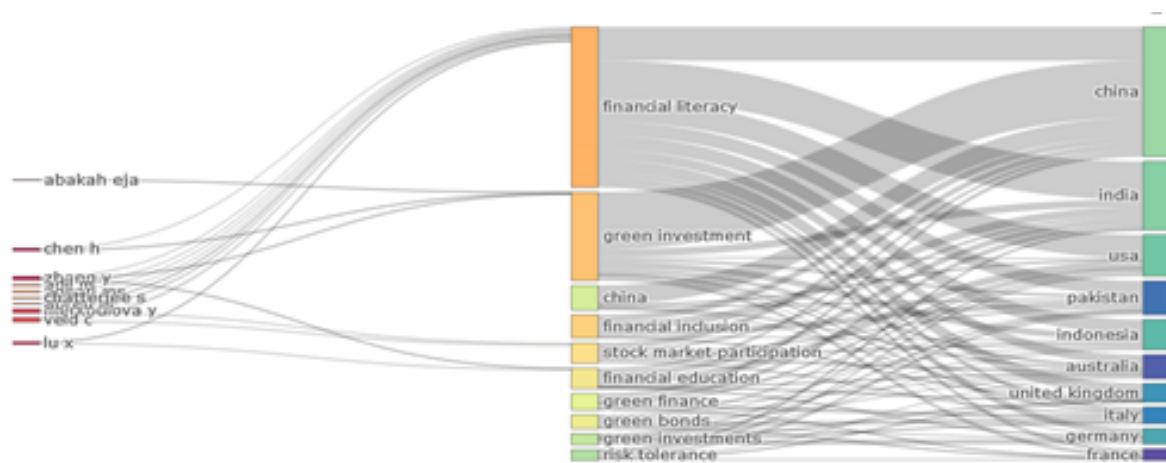 abakah eja
chen h
zhang y
chatterjee s
merkoulova y
veld c
lu x
financial literacy
green investment
china
financial inclusion
stock market participation
financial education
green finance
green bonds
green investments
risk tolerance
china
india
usa
pakistan
indonesia
australia
united kingdom
italy
germany
france